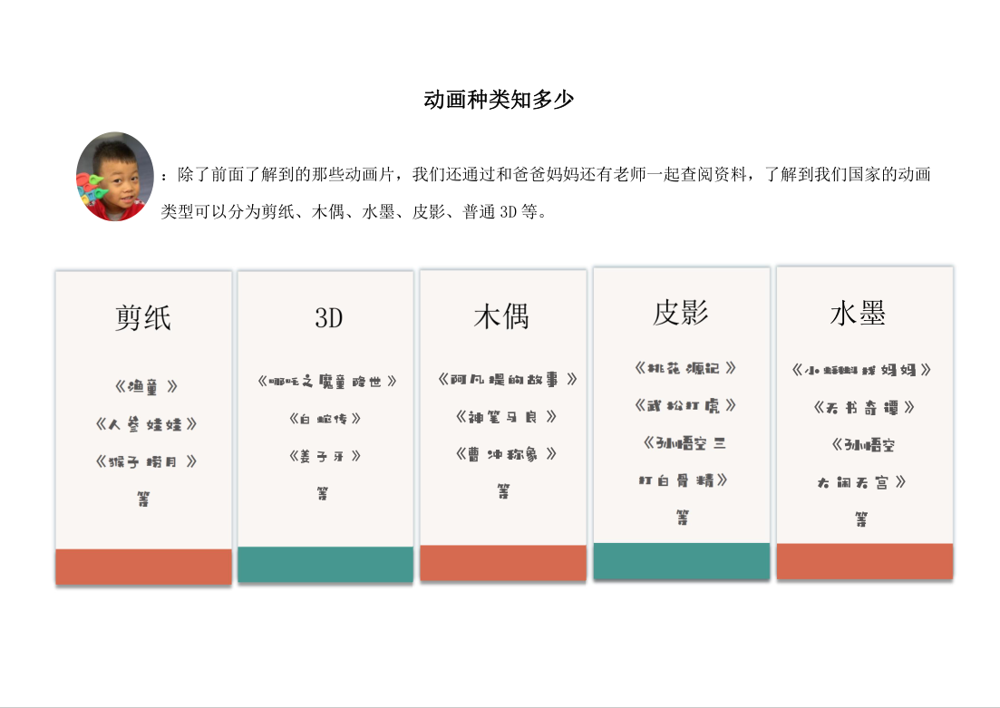 动画种类知多少
：除了前面了解到的那些动画片，我们还通过和爸爸妈妈还有老师一起查阅资料，了解到我们国家的动画
类型可以分为剪纸、木偶、水墨、皮影、普通 3D 等。
剪纸
《渔童 》
《人参娃娃》
《猴子捞月 》
等
3D
《哪吒之魔童降世 》
《白蛇传》
《姜子牙 》
等
木偶
《阿凡提的故事 》
《神笔马良 》
《曹冲称象 》
等
皮影
《桃花源记 》
《武松打虎 》
《孙悟空三
打白骨精》
等
水墨
《小蝌蚪找妈妈》
《天书奇谭 》
《孙悟空
大闹天宫 》
等